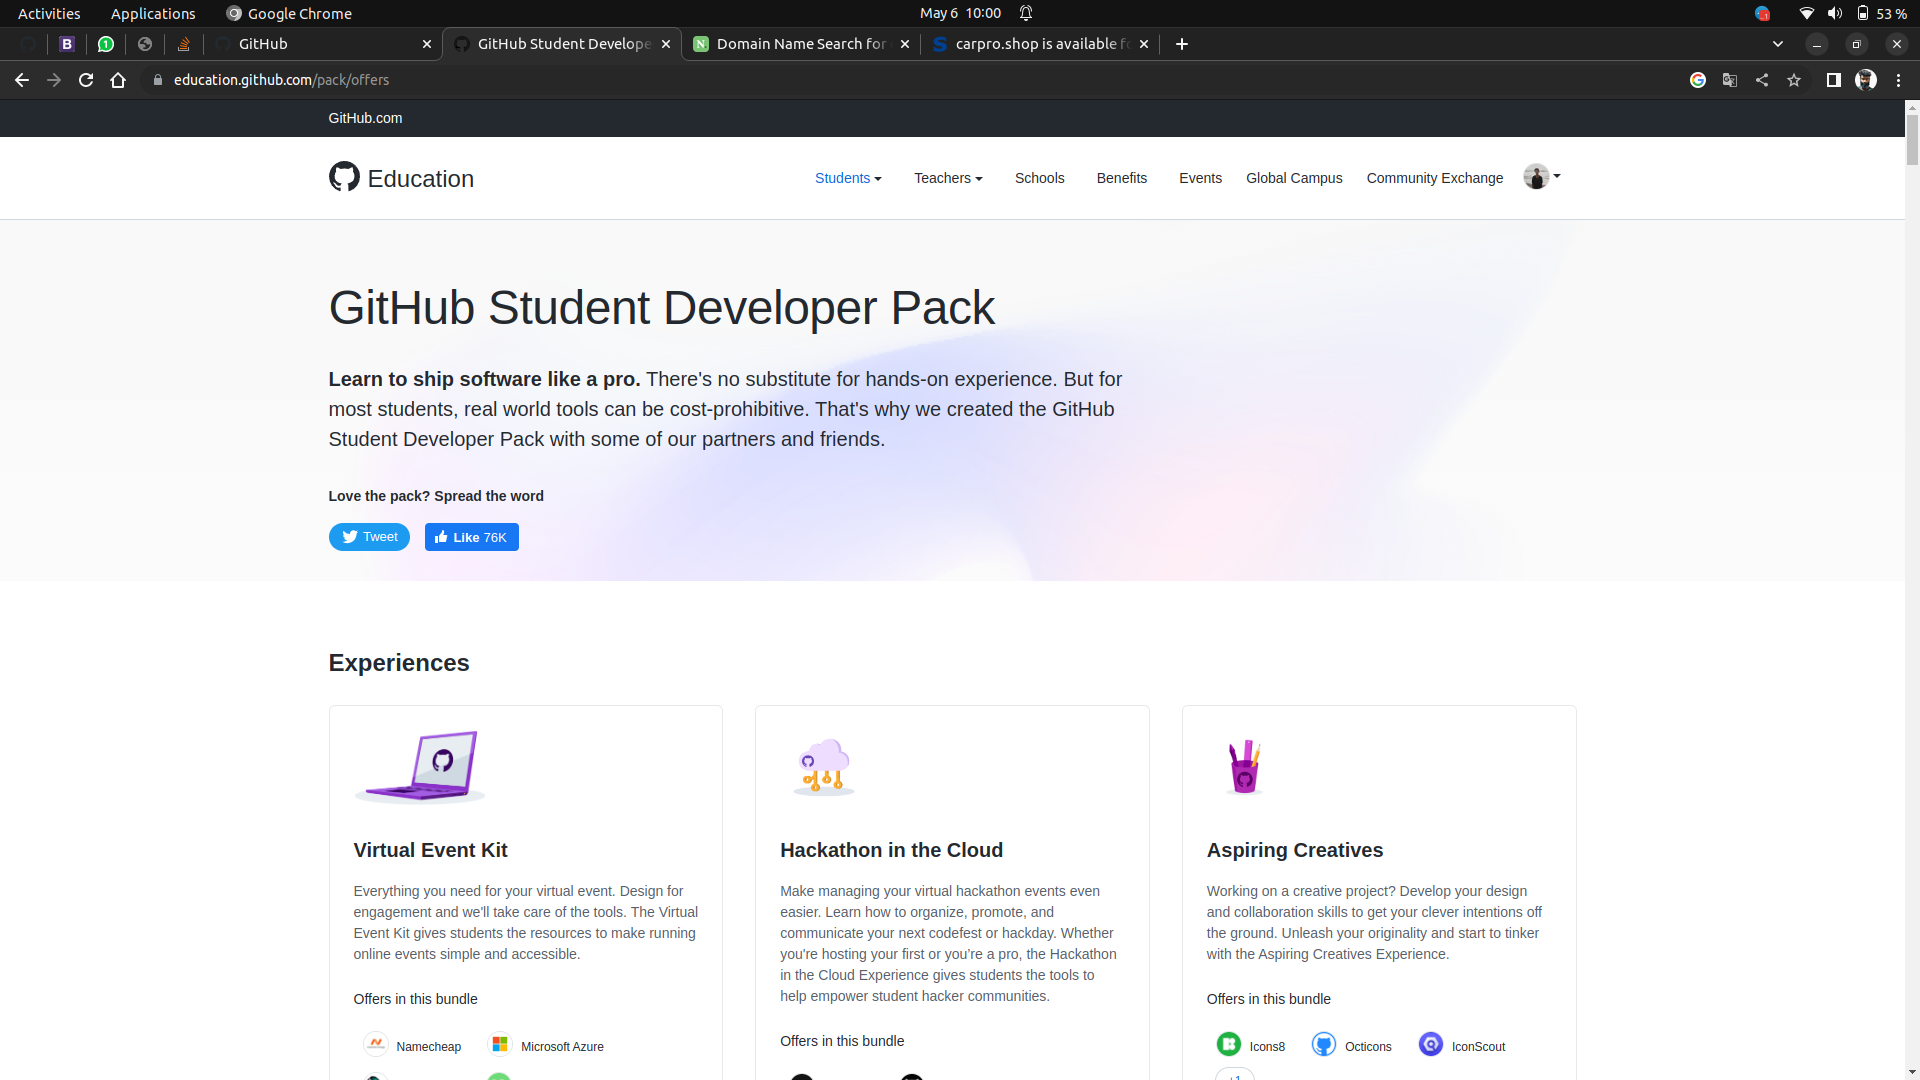 Activities Applications Google Chrome May 6 10:00 53 %
GitHub GitHub Student Develope Domain Name Search for carpro.shop is available fo
education.github.com/pack/offers
GitHub.com
Education Students Teachers Schools Benefits Events Global Campus Community Exchange
GitHub Student Developer Pack
Learn to ship software like a pro. There's no substitute for hands-on experience. But for
most students, real world tools can be cost-prohibitive. That's why we created the GitHub
Student Developer Pack with some of our partners and friends.
Love the pack? Spread the word
Tweet Like 76K
Experiences
Virtual Event Kit
Everything you need for your virtual event. Design for
engagement and we'll take care of the tools. The Virtual
Event Kit gives students the resources to make running
online events simple and accessible.
Offers in this bundle
Namecheap Microsoft Azure
Hackathon in the Cloud
Make managing your virtual hackathon events even
easier. Learn how to organize, promote, and
communicate your next codefest or hackday. Whether
you're hosting your first or you're a pro, the Hackathon
in the Cloud Experience gives students the tools to
help empower student hacker communities.
Offers in this bundle
Aspiring Creatives
Working on a creative project? Develop your design
and collaboration skills to get your clever intentions off
the ground. Unleash your originality and start to tinker
with the Aspiring Creatives Experience.
Offers in this bundle
Icons8 Octicons IconScout
+1